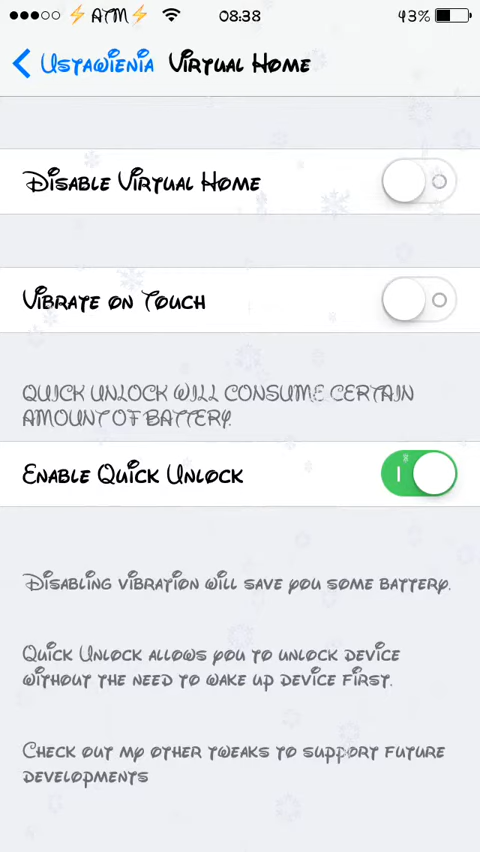 ⚡ATM⚡ 08:38 43%
Ustawienia Virtual Home
Disable Virtual Home
Vibrate on Touch
QUICK UNLOCK WILL CONSUME CERTAIN
AMOUNT OF BATTERY.
Enable Quick Unlock
Disabling vibration will save you some battery.
Quick Unlock allows you to unlock device
without the need to wake up device first.
Check out my other tweaks to support future
developments